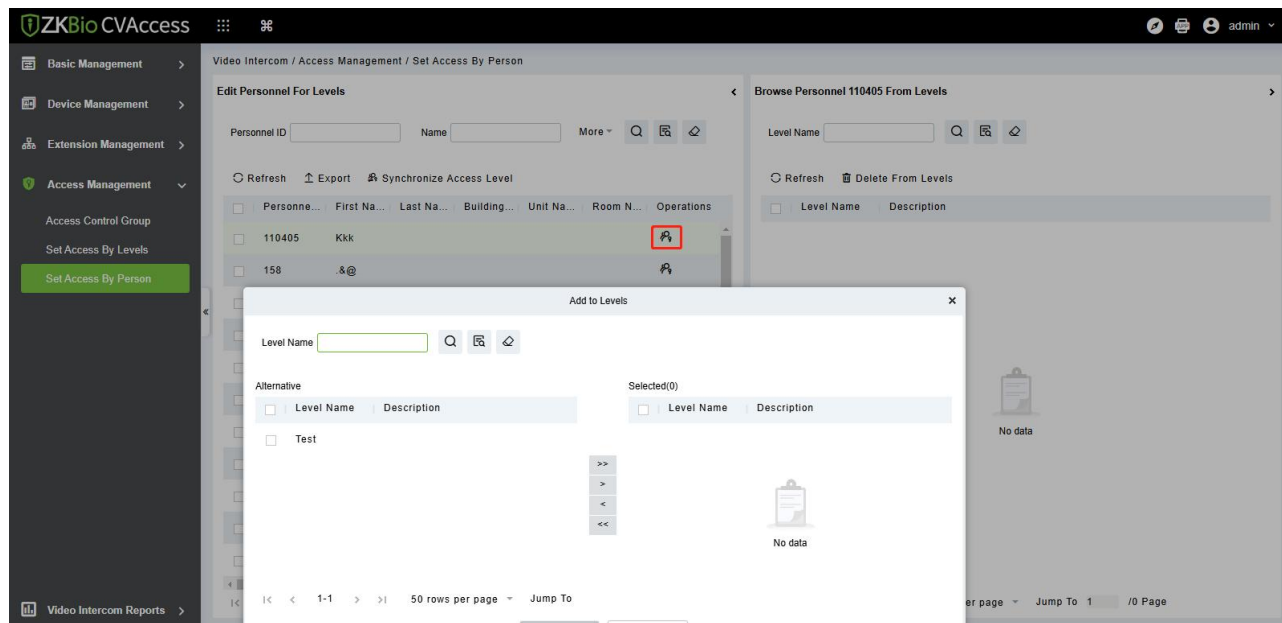 ZKBio CVAccess
admin
Basic Management
Device Management
Extension Management
Access Management
Access Control Group
Set Access By Levels
Set Access By Person
Video Intercom Reports
Video Intercom / Access Management / Set Access By Person
Edit Personnel For Levels
Personnel ID Name More
Refresh Export Synchronize Access Level
Personne... First Na... Last Na... Building... Unit Na... Room N... Operations
110405 Kkk
158 .&@
Browse Personnel 110405 From Levels
Level Name
Refresh Delete From Levels
Level Name Description
No data
er page Jump To 1 /0 Page
Add to Levels
Level Name
Alternative
Level Name Description
Test
>>
>
<
<<
Selected(0)
Level Name Description
No data
1-1 50 rows per page Jump To